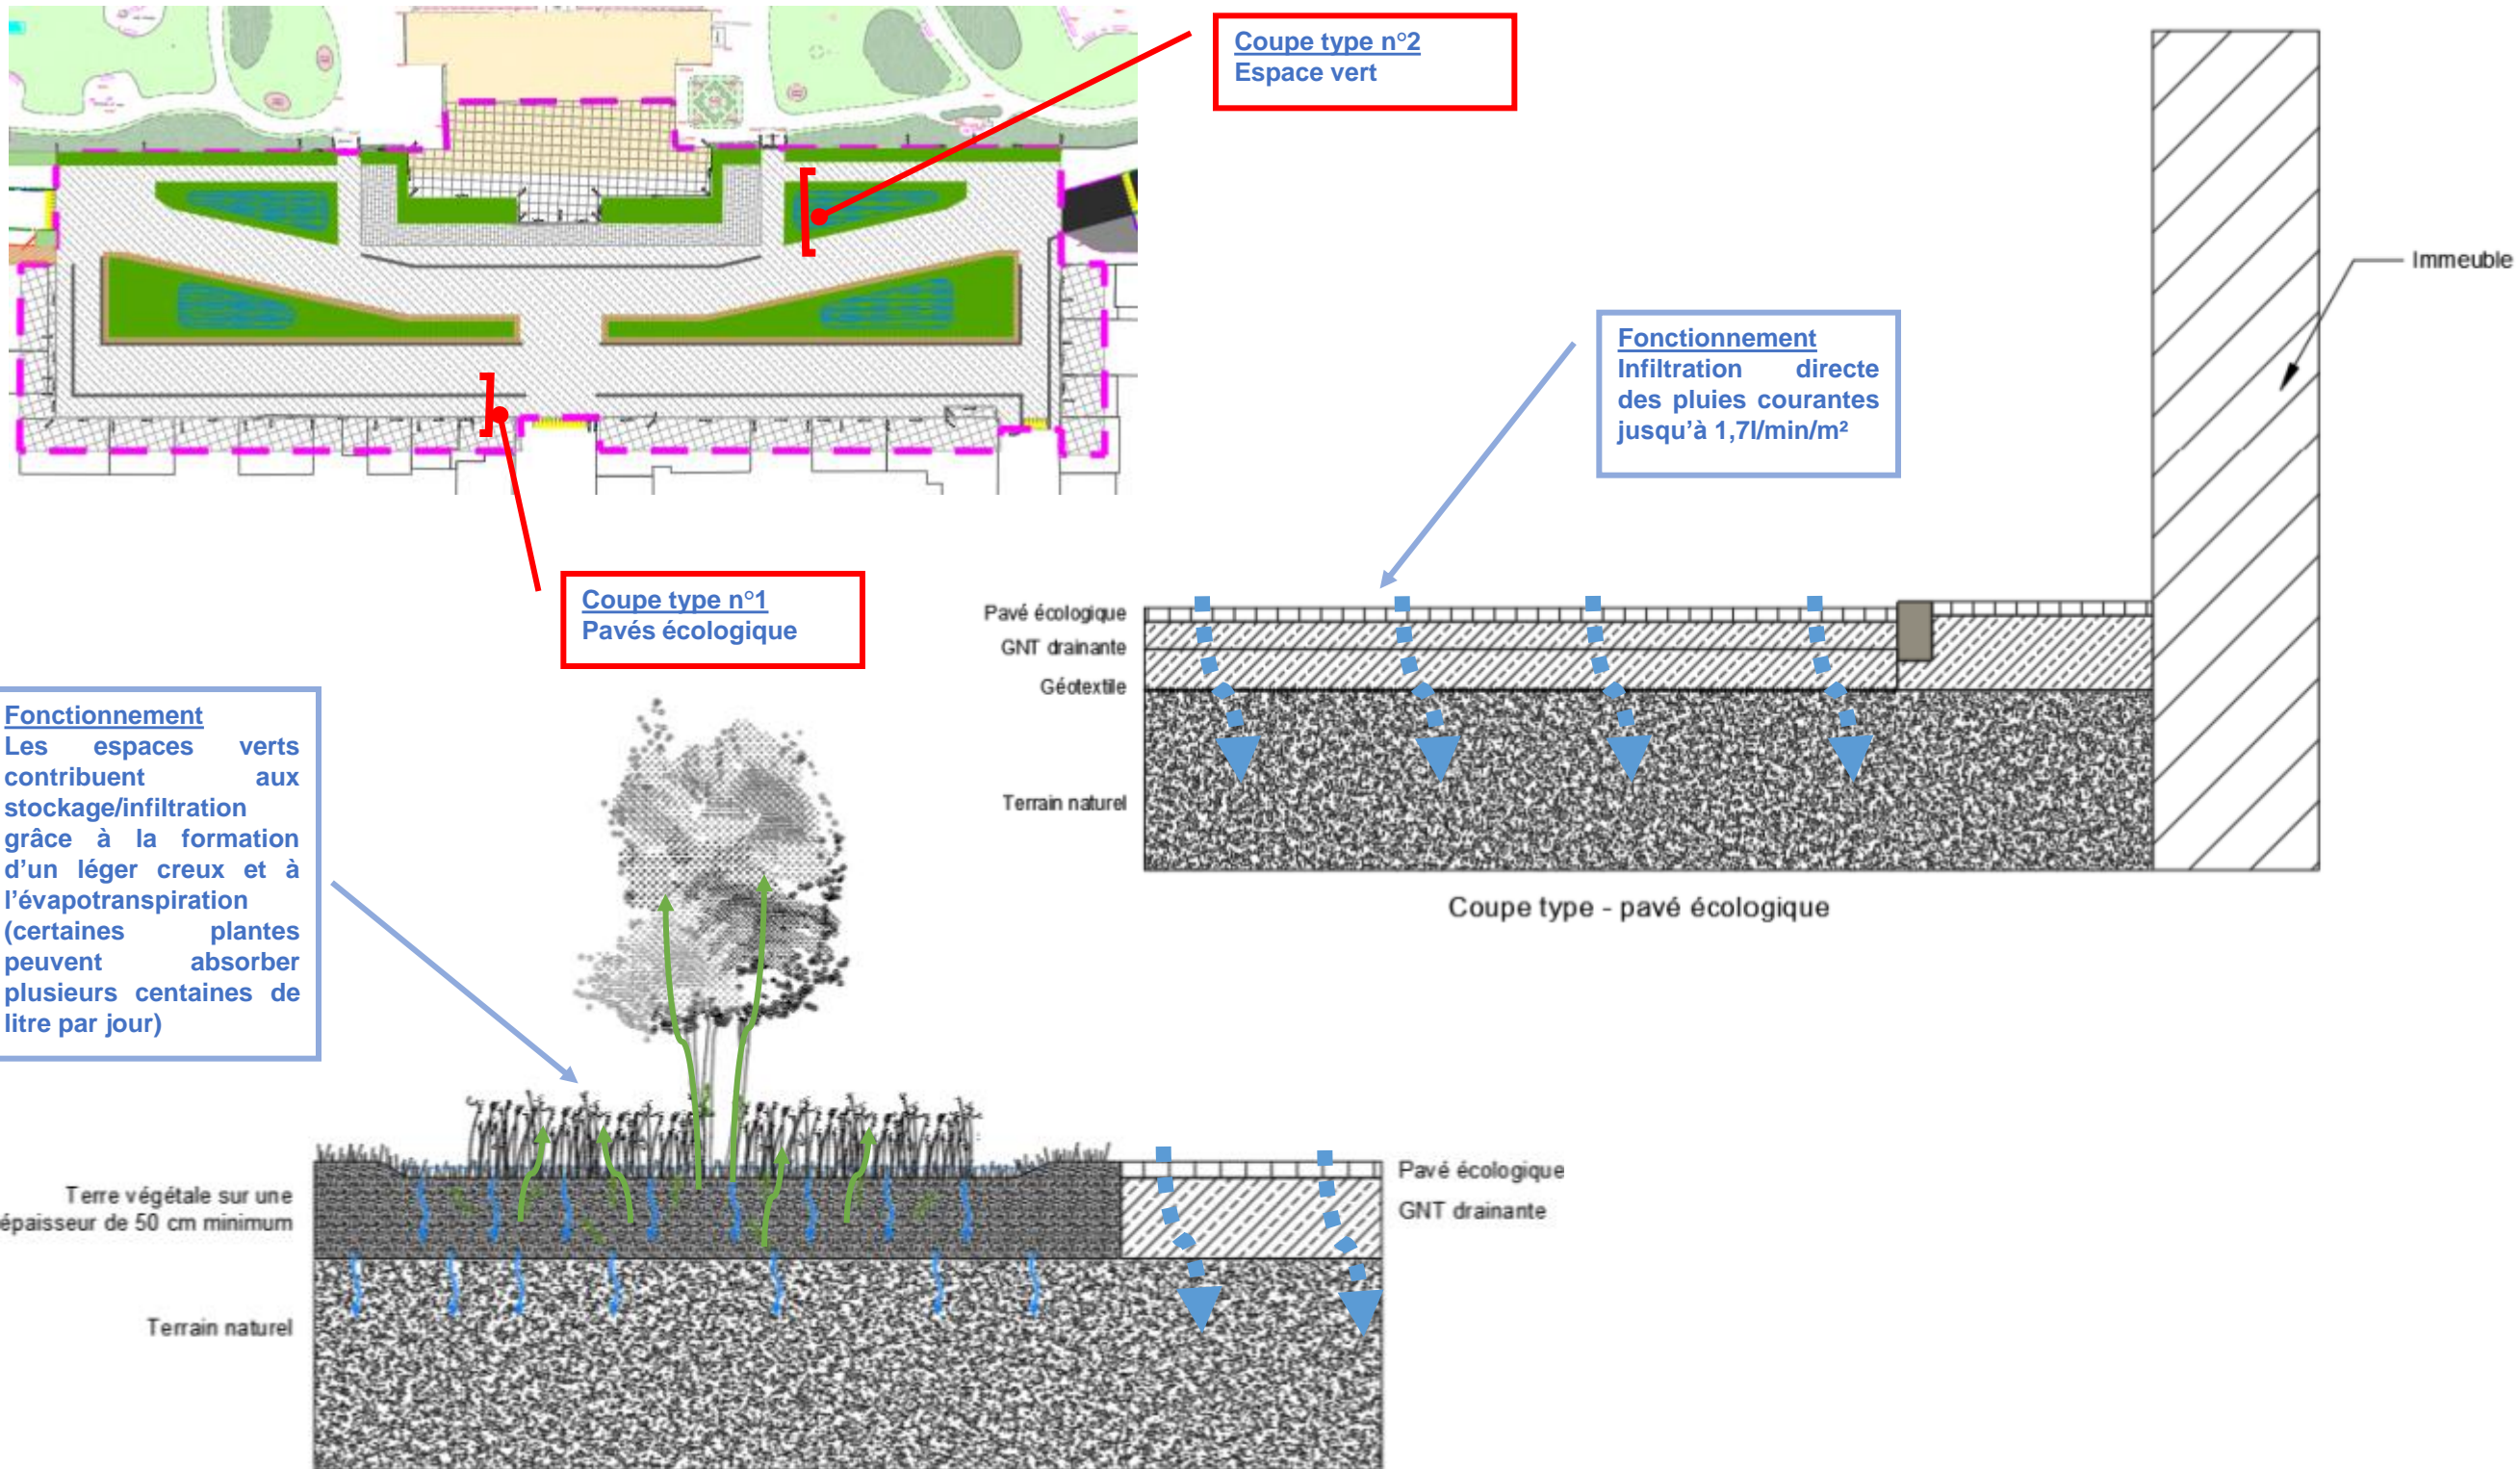 Coupe type n°2
Espace vert
Immeuble
Fonctionnement
Infiltration directe
des pluies courantes
jusqu'à 1,7l/min/m²
Coupe type n°1
Pavés écologique
Pavé écologique
GNT drainante
Géotextile
Terrain naturel
Coupe type - pavé écologique
Fonctionnement
Les espaces verts
contribuent aux
stockage/infiltration
grâce à la formation
d'un léger creux et à
l'évapotranspiration
(certaines plantes
peuvent absorber
plusieurs centaines de
litre par jour)
Terre végétale sur une
épaisseur de 50 cm minimum
Terrain naturel
Pavé écologique
GNT drainante